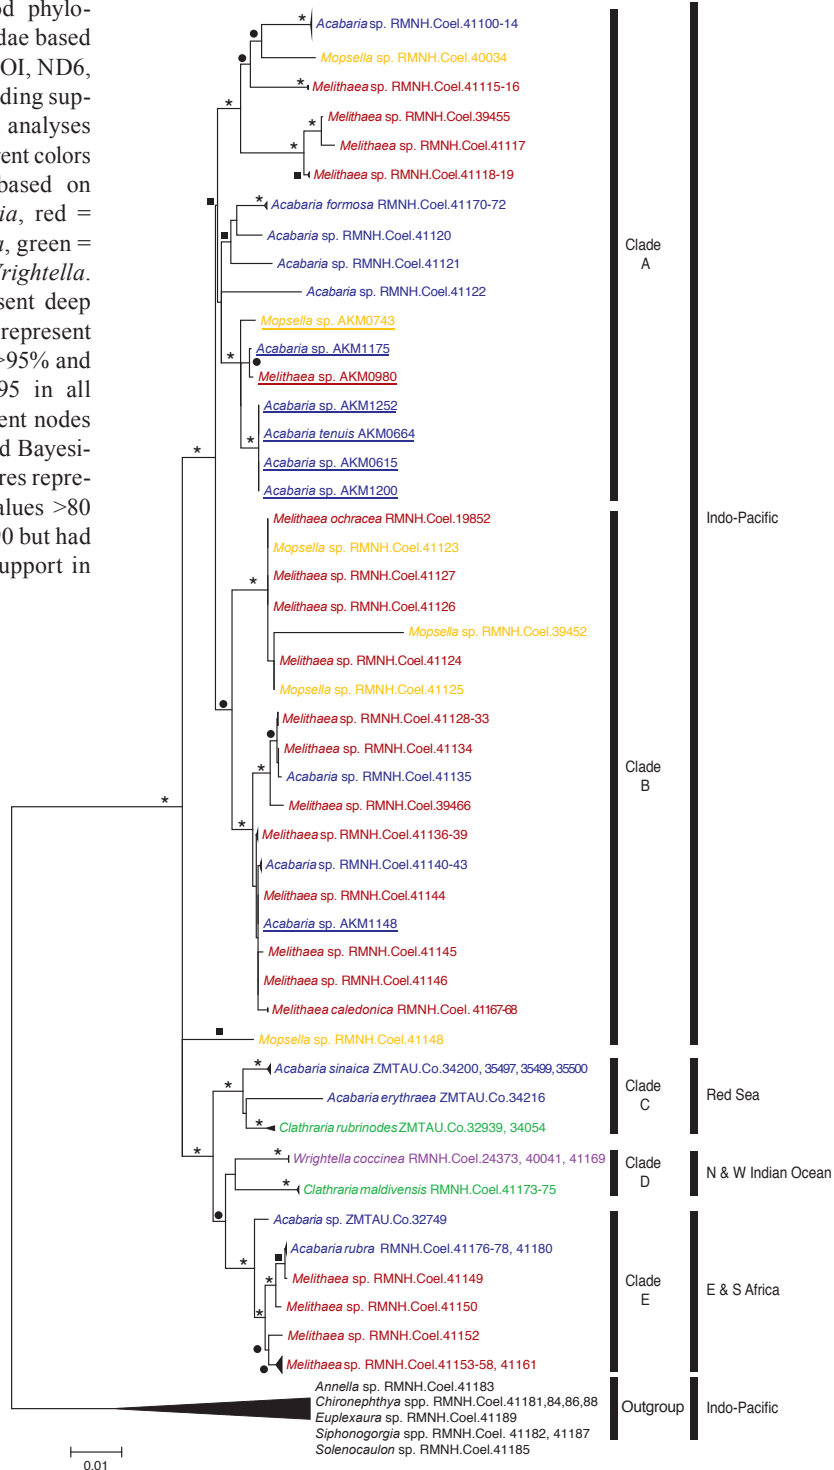 od phylo-
dae based
OI, ND6,
ding sup-
analyses
rent colors
based on
ia, red =
a, green =
Wrightella.
sent deep
represent
>95% and
95 in all
ent nodes
d Bayesi-
res repre-
alues >80
90 but had
upport in
Acabaria sp. RMNH.Coel.41100-14
Mopsella sp. RMNH.Coel.40034
Melithaea sp. RMNH.Coel.41115-16
Melithaea sp. RMNH.Coel.39455
Melithaea sp. RMNH.Coel.41117
Melithaea sp. RMNH.Coel.41118-19
Acabaria formosa RMNH.Coel.41170-72
Acabaria sp. RMNH.Coel.41120
Acabaria sp. RMNH.Coel.41121
Acabaria sp. RMNH.Coel.41122
Mopsella sp. AKM0743
Acabaria sp. AKM1175
Melithaea sp. AKM0980
Acabaria sp. AKM1252
Acabaria tenuis AKM0664
Acabaria sp. AKM0615
Acabaria sp. AKM1200
Clade
A
Melithaea ochracea RMNH.Coel.19852
Mopsella sp. RMNH.Coel.41123
Melithaea sp. RMNH.Coel.41127
Melithaea sp. RMNH.Coel.41126
Mopsella sp. RMNH.Coel.39452
Melithaea sp. RMNH.Coel.41124
Mopsella sp. RMNH.Coel.41125
Melithaea sp. RMNH.Coel.41128-33
Melithaea sp. RMNH.Coel.41134
Acabaria sp. RMNH.Coel.41135
Melithaea sp. RMNH.Coel.39466
Melithaea sp. RMNH.Coel.41136-39
Acabaria sp. RMNH.Coel.41140-43
Melithaea sp. RMNH.Coel.41144
Acabaria sp. AKM1148
Melithaea sp. RMNH.Coel.41145
Melithaea sp. RMNH.Coel.41146
Melithaea caledonica RMNH.Coel. 41167-68
Mopsella sp. RMNH.Coel.41148
Clade
B
Indo-Pacific
Acabaria sinaica ZMTAU.Co.34200, 35497, 35499, 35500
Acabaria erythraea ZMTAU.Co.34216
Clathraria rubrinodes ZMTAU.Co.32939, 34054
Clade
C
Red Sea
Wrightella coccinea RMNH.Coel.24373, 40041, 41169
Clathraria maldivensis RMNH.Coel.41173-75
Clade
D
N & W Indian Ocean
Acabaria sp. ZMTAU.Co.32749
Acabaria rubra RMNH.Coel.41176-78, 41180
Melithaea sp. RMNH.Coel.41149
Melithaea sp. RMNH.Coel.41150
Melithaea sp. RMNH.Coel.41152
Melithaea sp. RMNH.Coel.41153-58, 41161
Clade
E
E & S Africa
Annella sp. RMNH.Coel.41183
Chironephthya spp. RMNH.Coel.41181,84,86,88
Euplexaura sp. RMNH.Coel.41189
Siphonogorgia spp. RMNH.Coel. 41182, 41187
Solenocaulon sp. RMNH.Coel.41185
Outgroup
Indo-Pacific
0.01